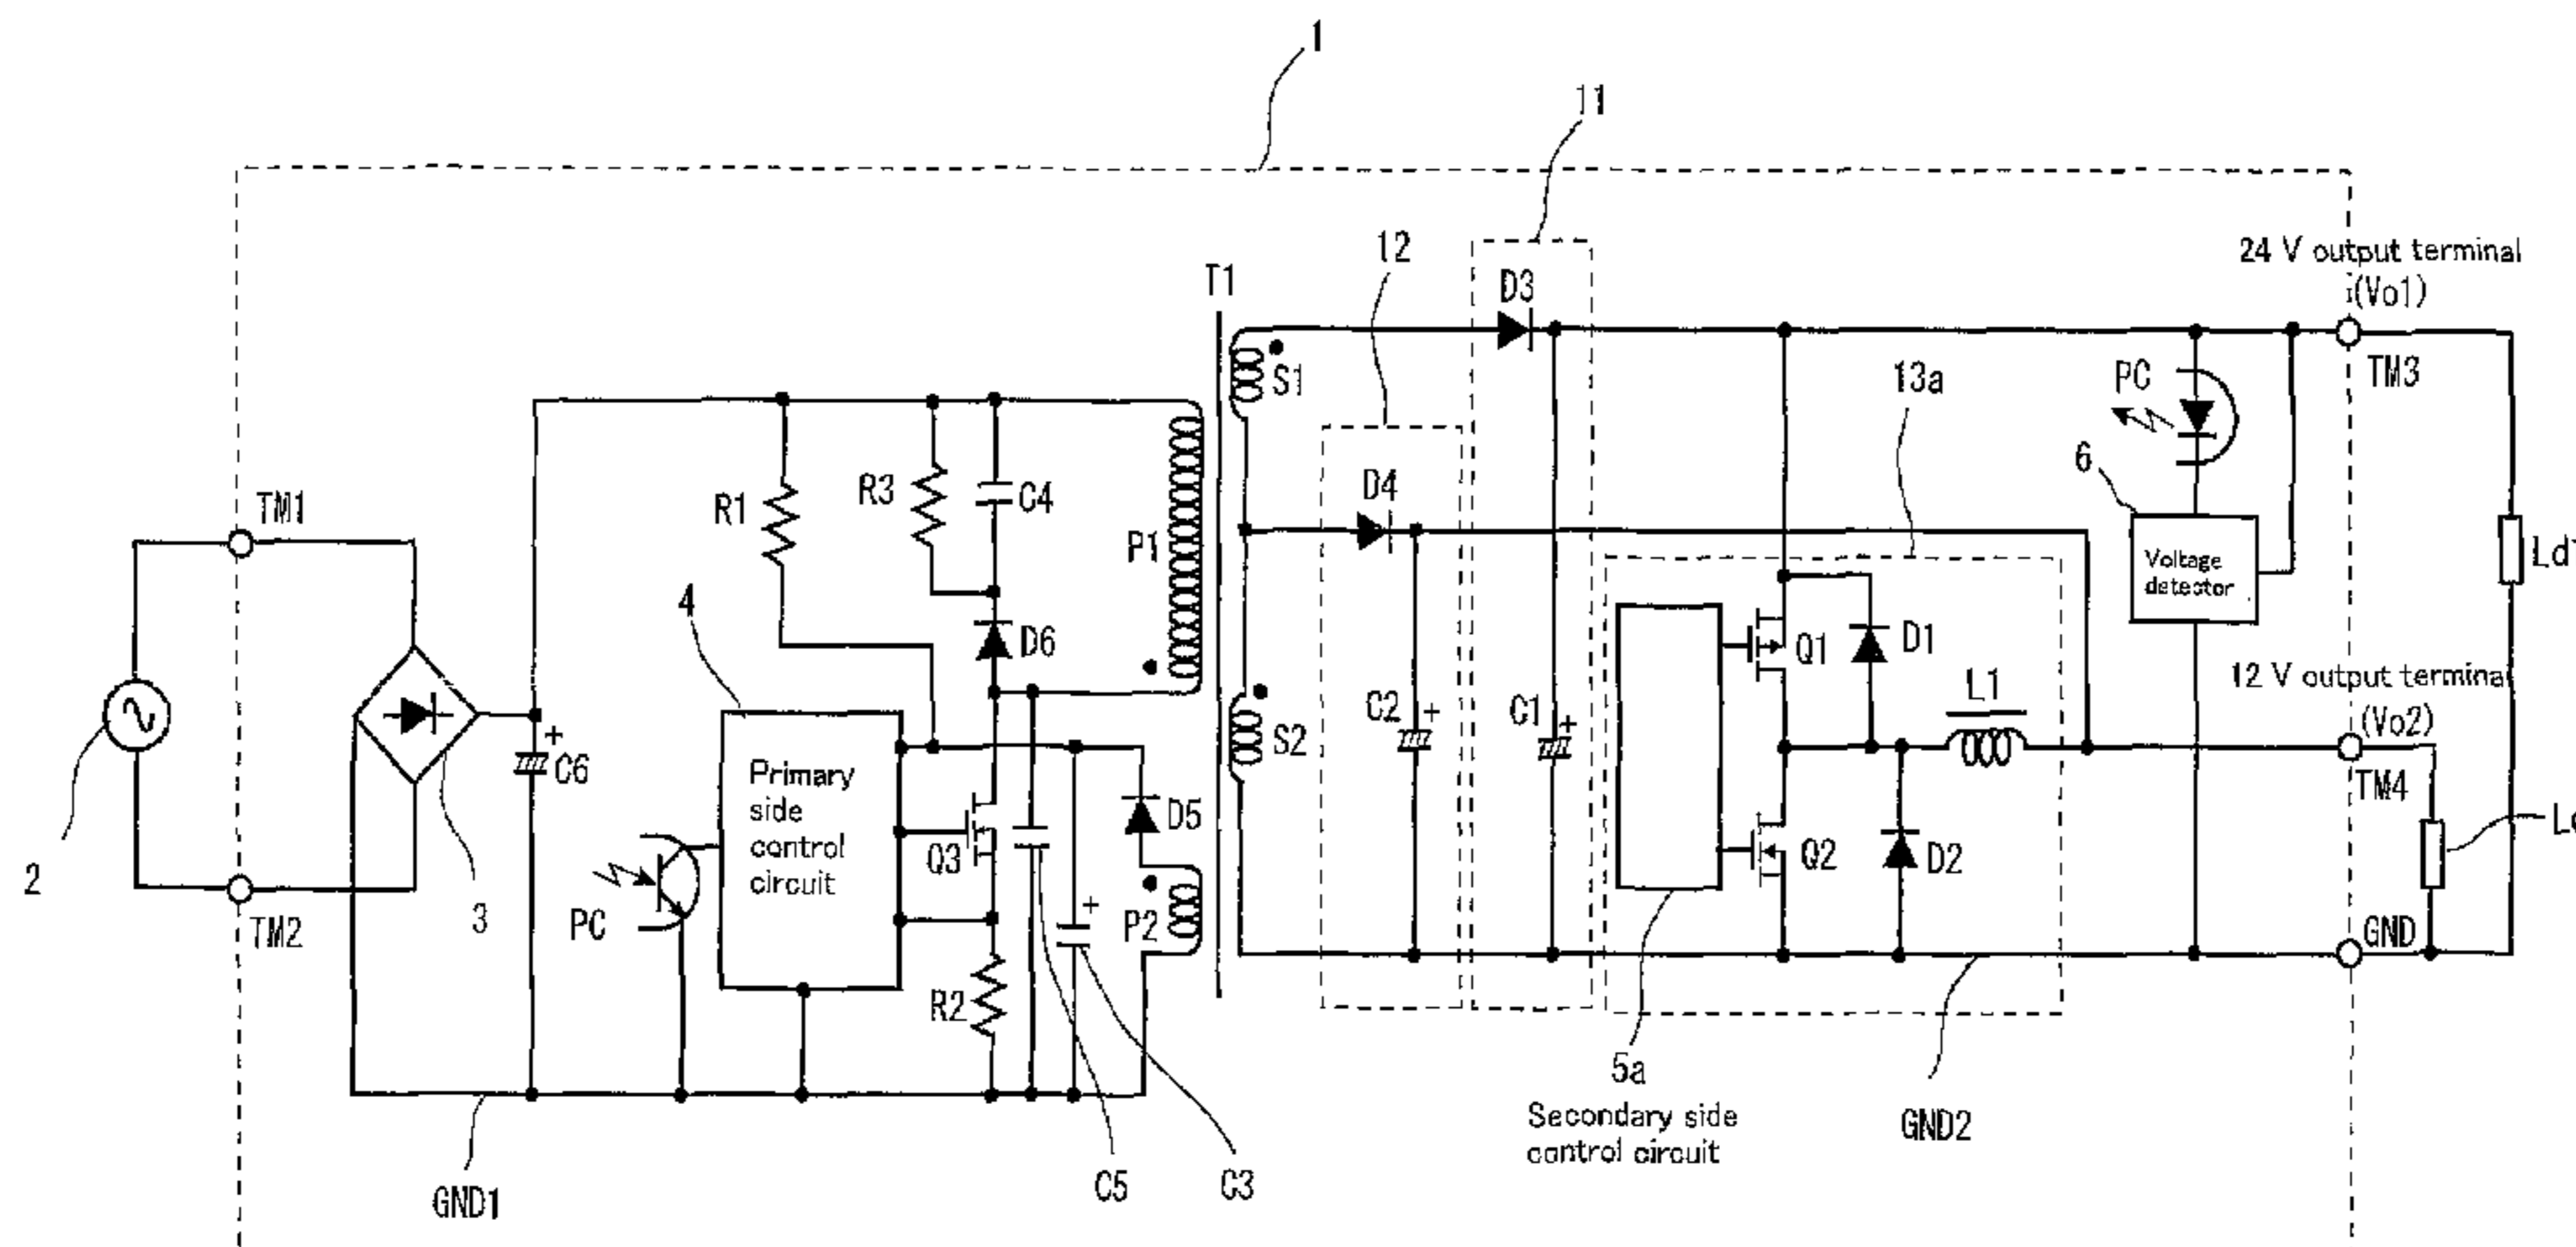 1
11
12
24 V output terminal
(Vo1)
T1
D3
S1
13a
PC
TM3
6
Voltage
detector
TM1
R1
R3
C4
P1
D4
4
D6
Q1
D1
L1
12 V output terminal
(Vo2)
C2
C1
S2
TM4
C6
Primary
side
control
circuit
Q3
D5
Q2
D2
2
TM2
3
PC
P2
GND
R2
5a
Secondary side
control circuit
GND2
GND1
C5
C3